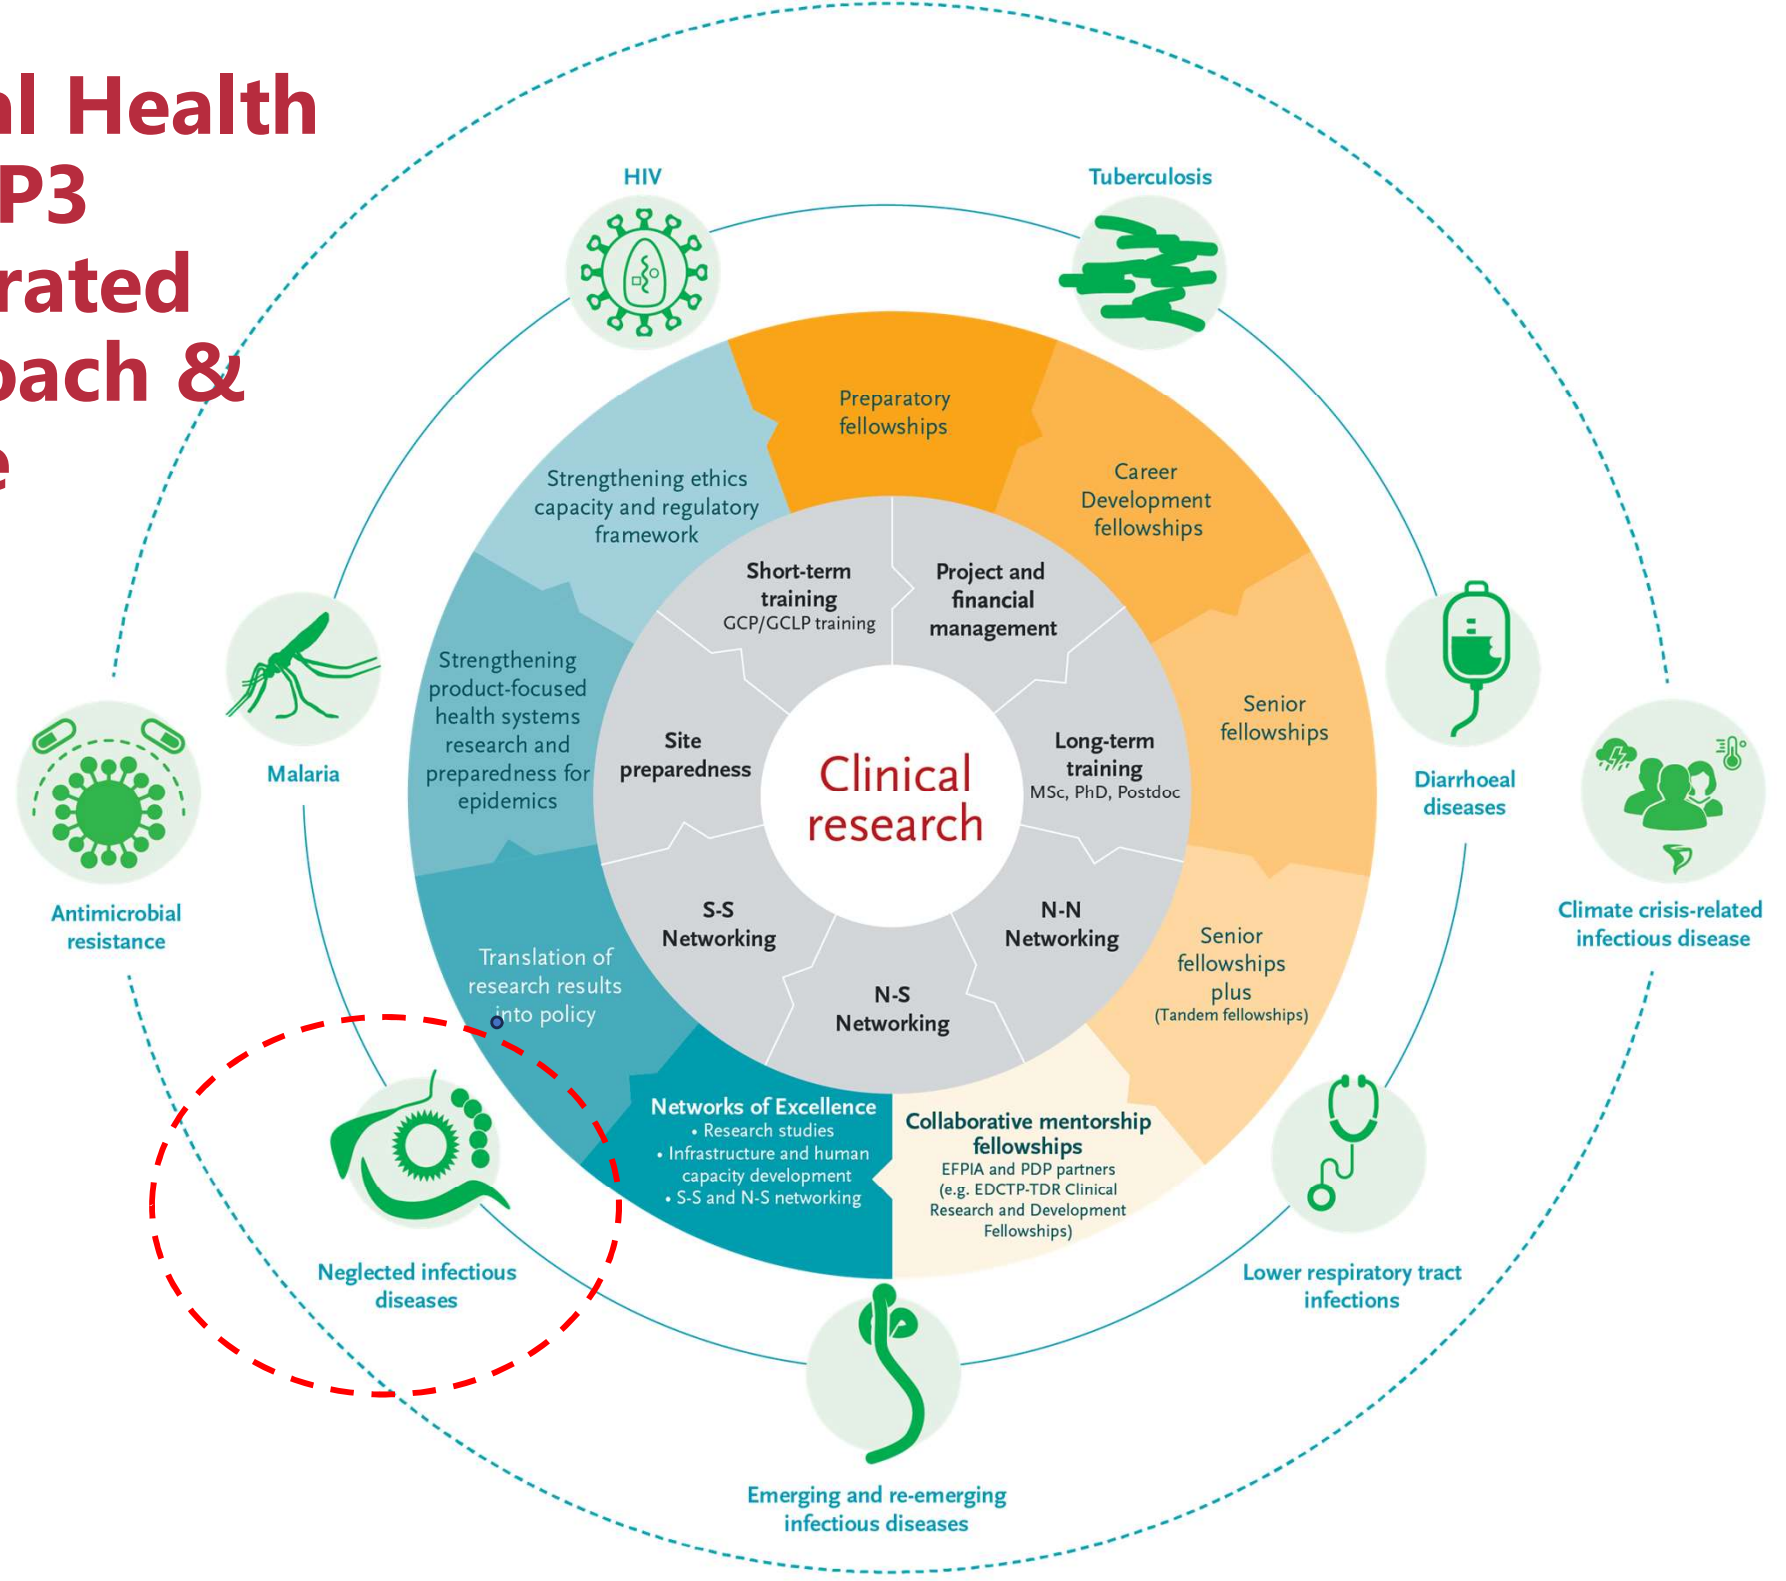 al Health
P3
rated
oach &
e
HIV
Tuberculosis
Preparatory
fellowships
Career
Development
fellowships
Strengthening ethics
capacity and regulatory
framework
Short-term
training
GCP/GCLP training
Project and
financial
management
Strengthening
product-focused
health systems
research and
preparedness for
epidemics
Senior
fellowships
Site
preparedness
Clinical
research
Long-term
training
MSc, PhD, Postdoc
Malaria
Diarrhoeal
diseases
Antimicrobial
resistance
Climate crisis-related
infectious disease
S-S
Networking
N-N
Networking
Translation of
research results
into policy
Senior
fellowships
plus
(Tandem fellowships)
N-S
Networking
Networks of Excellence
• Research studies
• Infrastructure and human
capacity development
• S-S and N-S networking
Collaborative mentorship
fellowships
EFPIA and PDP partners
(e.g. EDCTP-TDR Clinical
Research and Development
Fellowships)
Neglected infectious
diseases
Lower respiratory tract
infections
Emerging and re-emerging
infectious diseases